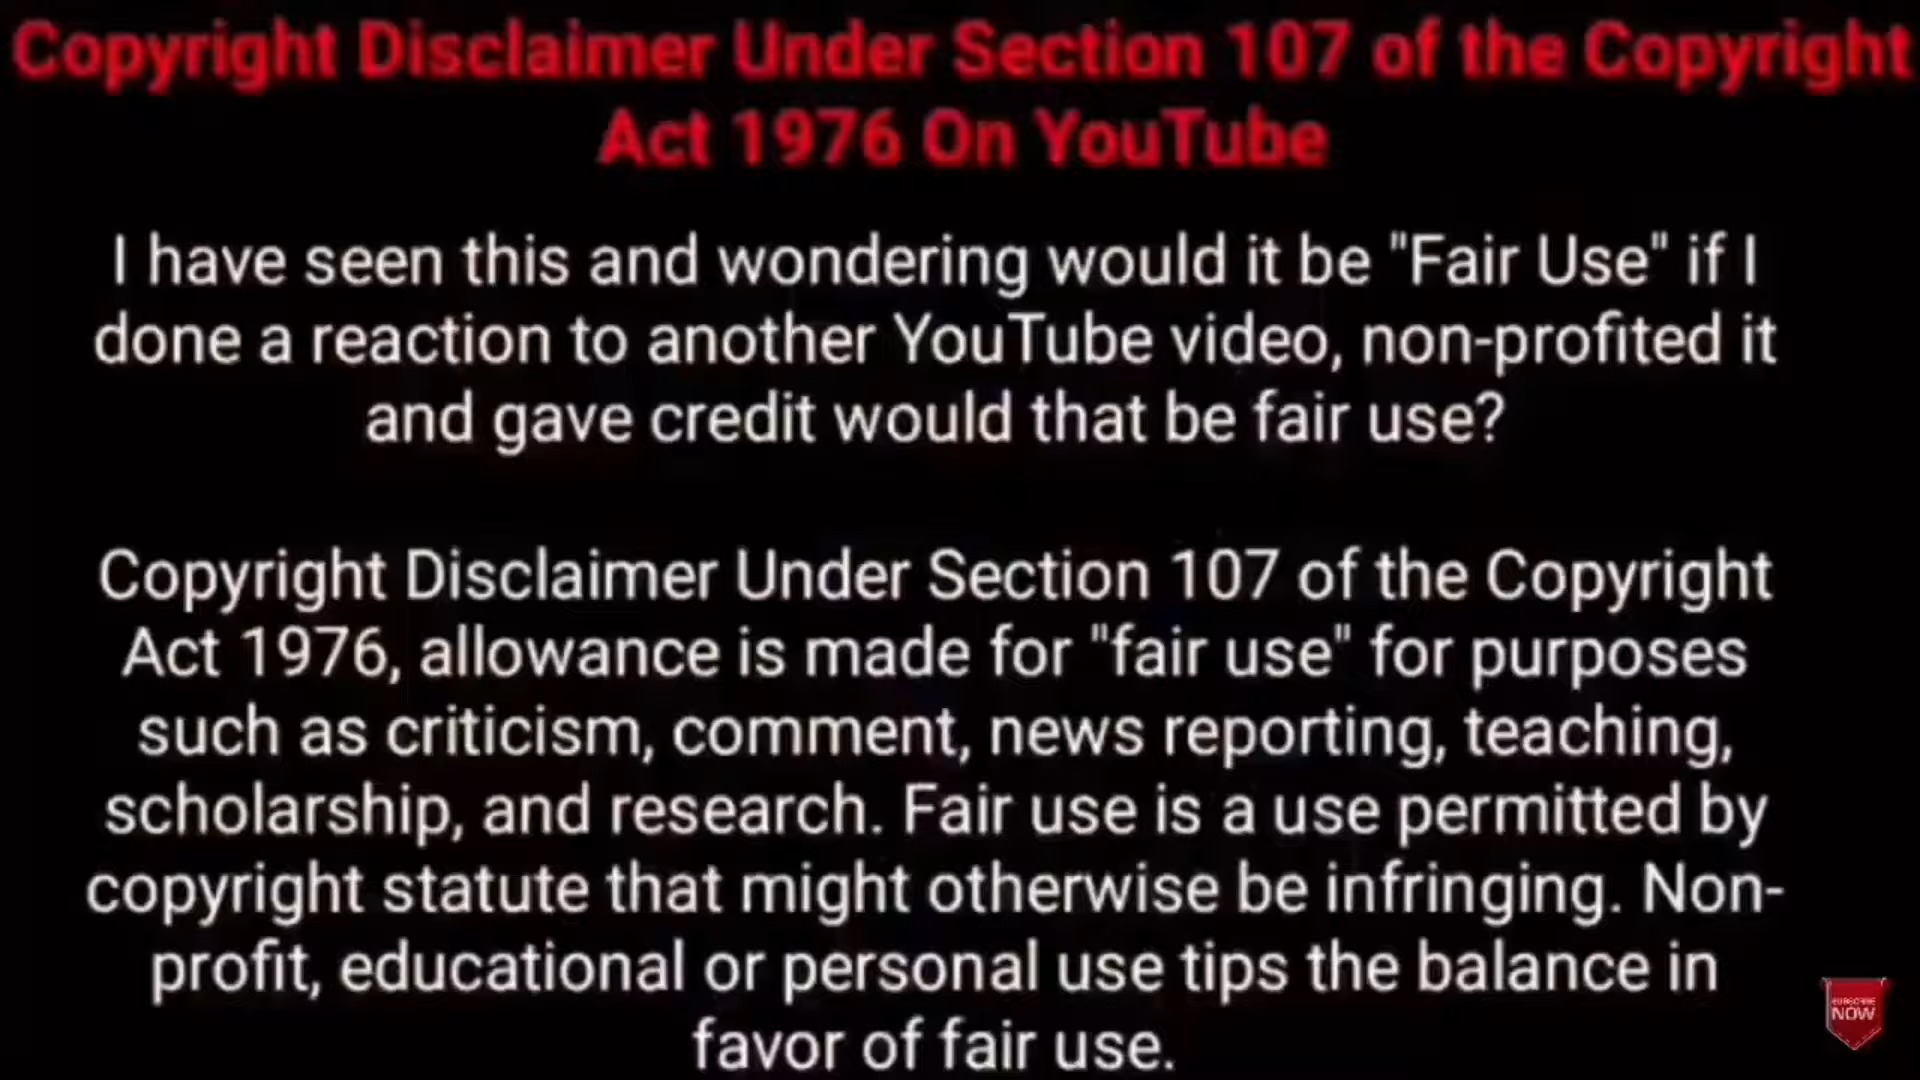 Copyright Disclaimer Under Section 107 of the Copyright
Act 1976 On YouTube
I have seen this and wondering would it be "Fair Use" if I
done a reaction to another YouTube video, non-profited it
and gave credit would that be fair use?
Copyright Disclaimer Under Section 107 of the Copyright
Act 1976, allowance is made for "fair use" for purposes
such as criticism, comment, news reporting, teaching,
scholarship, and research. Fair use is a use permitted by
copyright statute that might otherwise be infringing. Non-
profit, educational or personal use tips the balance in
favor of fair use.
SUBSCRIBE
NOW